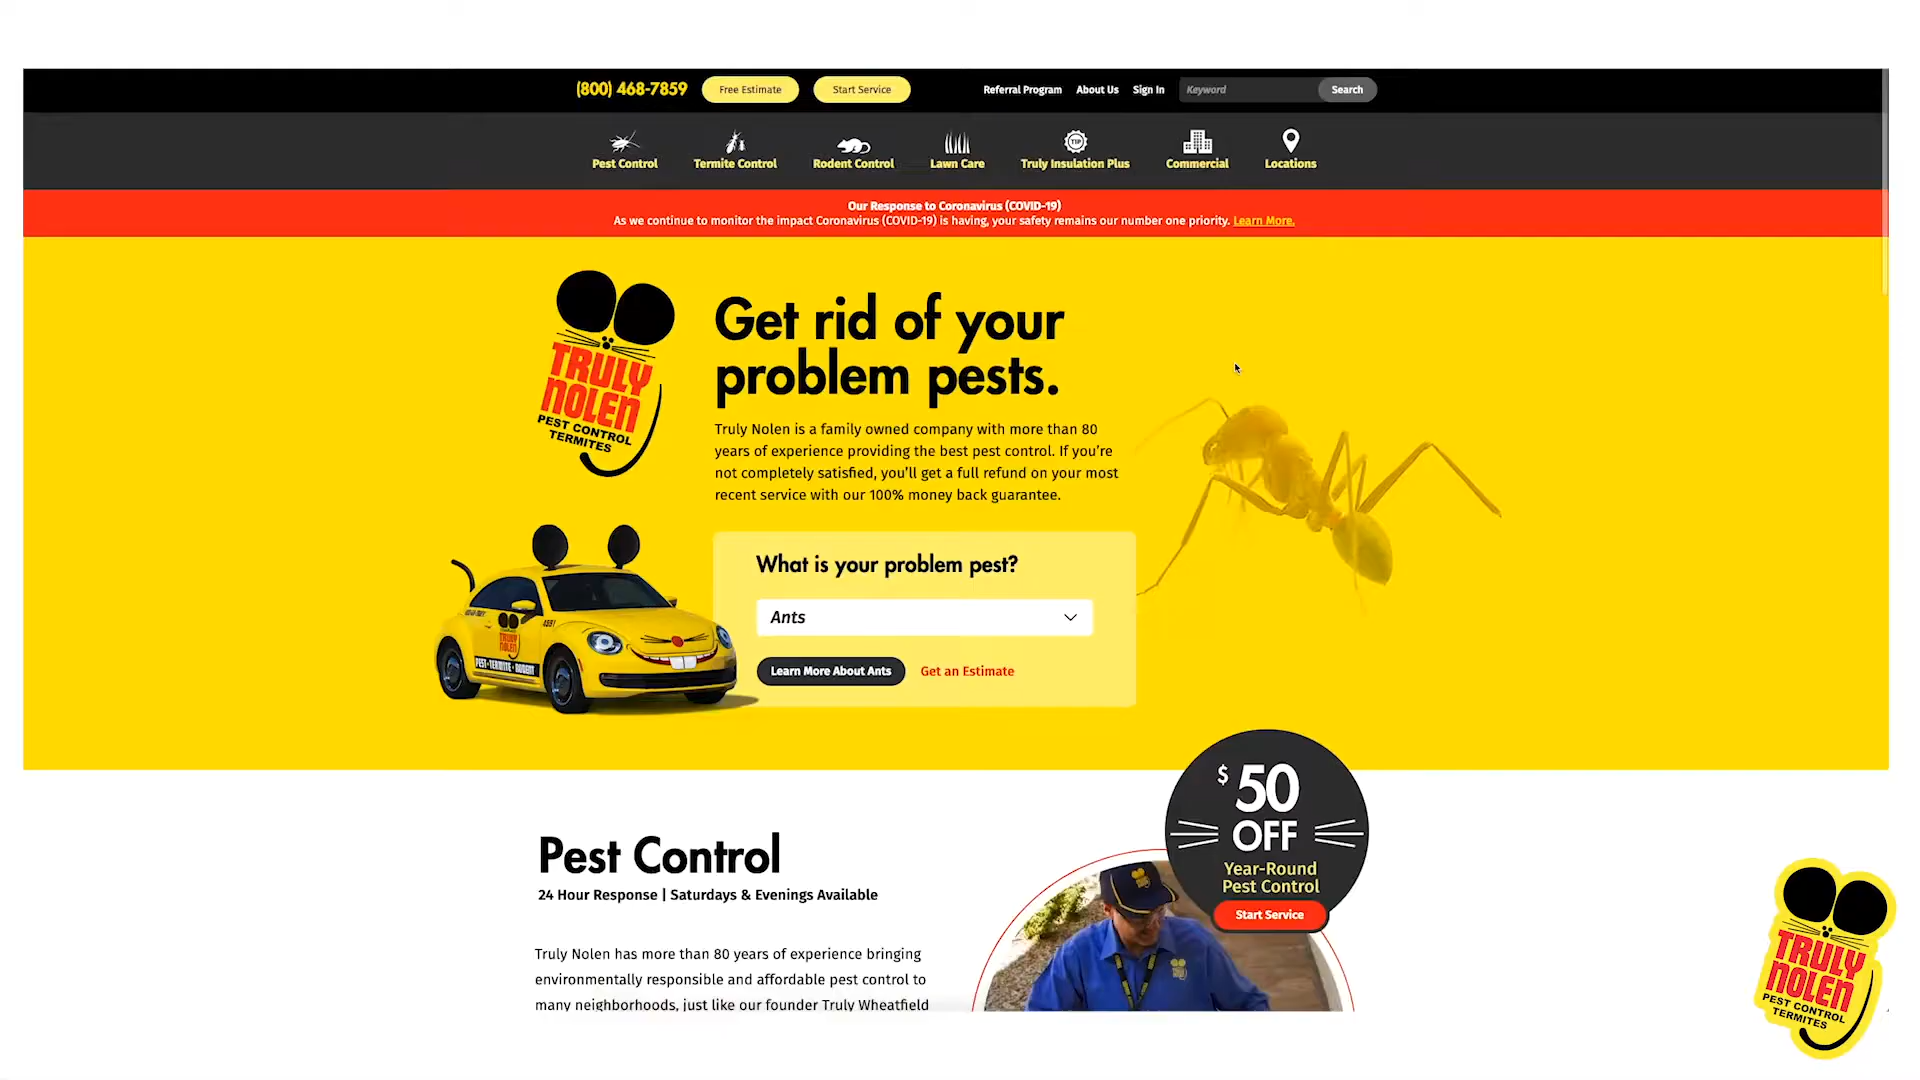 (800) 468-7859
Free Estimate
Start Service
Referral Program
About Us
Sign In
Keyword
Search
Pest Control
Termite Control
Rodent Control
Lawn Care
TIP
Truly Insulation Plus
Commercial
Locations
Our Response to Coronavirus (COVID-19)
As we continue to monitor the impact Coronavirus (COVID-19) is having, your safety remains our number one priority. Learn More.
TRULY
NOLEN
PEST CONTROL
TERMITES
Get rid of your
problem pests.
Truly Nolen is a family owned company with more than 80
years of experience providing the best pest control. If you're
not completely satisfied, you'll get a full refund on your most
recent service with our 100% money back guarantee.
TRULY
NOLEN
PEST·TERMITE·RODENT
What is your problem pest?
Ants
Learn More About Ants
Get an Estimate
$50
OFF
Year-Round
Pest Control
Start Service
Pest Control
24 Hour Response | Saturdays & Evenings Available
Truly Nolen has more than 80 years of experience bringing
environmentally responsible and affordable pest control to
many neighborhoods, just like our founder Truly Wheatfield
TRULY
NOLEN
PEST CONTROL
TERMITES